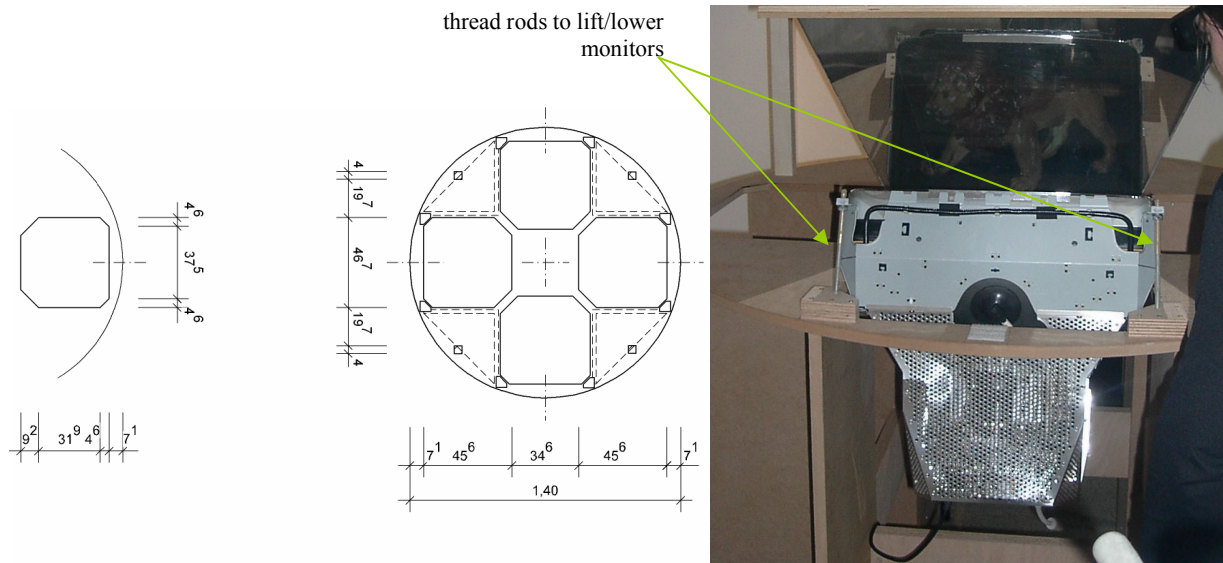 thread rods to lift/lower
monitors
4⁶
37⁵
4⁶
9² 31⁹ 4⁶ 7¹
4
19⁷
46⁷
19⁷
4
7¹ 45⁶ 34⁶ 45⁶ 7¹
1,40